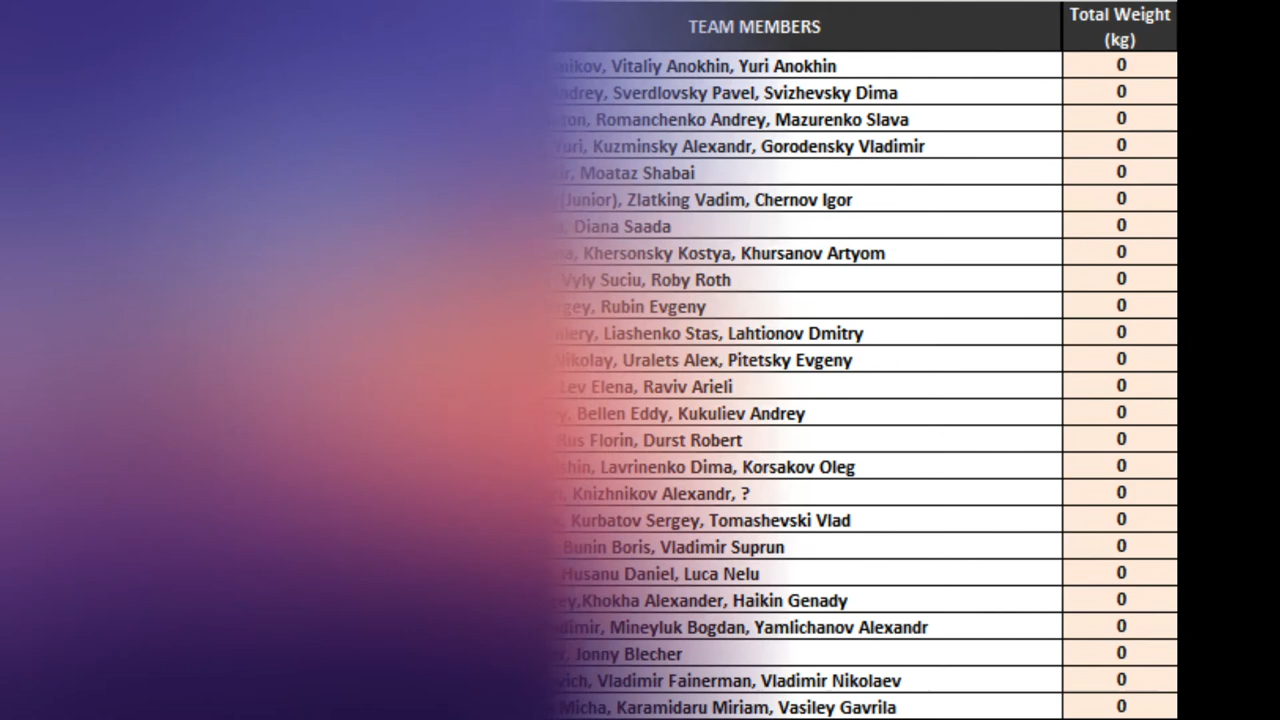 TEAM MEMBERS Total Weight (kg)
Vitaliy Anokhin, Yuri Anokhin 0
Sverdlovsky Pavel, Svizhevsky Dima 0
Romanchenko Andrey, Mazurenko Slava 0
Kuzminsky Alexandr, Gorodensky Vladimir 0
Moataz Shabai 0
(Junior), Zlatking Vadim, Chernov Igor 0
Diana Saada 0
Khersonsky Kostya, Khursanov Artyom 0
Vyly Suciu, Roby Roth 0
Rubin Evgeny 0
Liashenko Stas, Lahtionov Dmitry 0
Nikolay, Uralets Alex, Pitetsky Evgeny 0
Lev Elena, Raviv Arieli 0
Bellen Eddy, Kukuliev Andrey 0
Rus Florin, Durst Robert 0
Lavrinenko Dima, Korsakov Oleg 0
Knizhnikov Alexandr, ? 0
Kurbatov Sergey, Tomashevski Vlad 0
Bunin Boris, Vladimir Suprun 0
Husanu Daniel, Luca Nelu 0
Khokha Alexander, Haikin Genady 0
Mineyluk Bogdan, Yamlichanov Alexandr 0
Jonny Blecher 0
Vladimir Fainerman, Vladimir Nikolaev 0
Micha, Karamidaru Miriam, Vasiley Gavrila 0